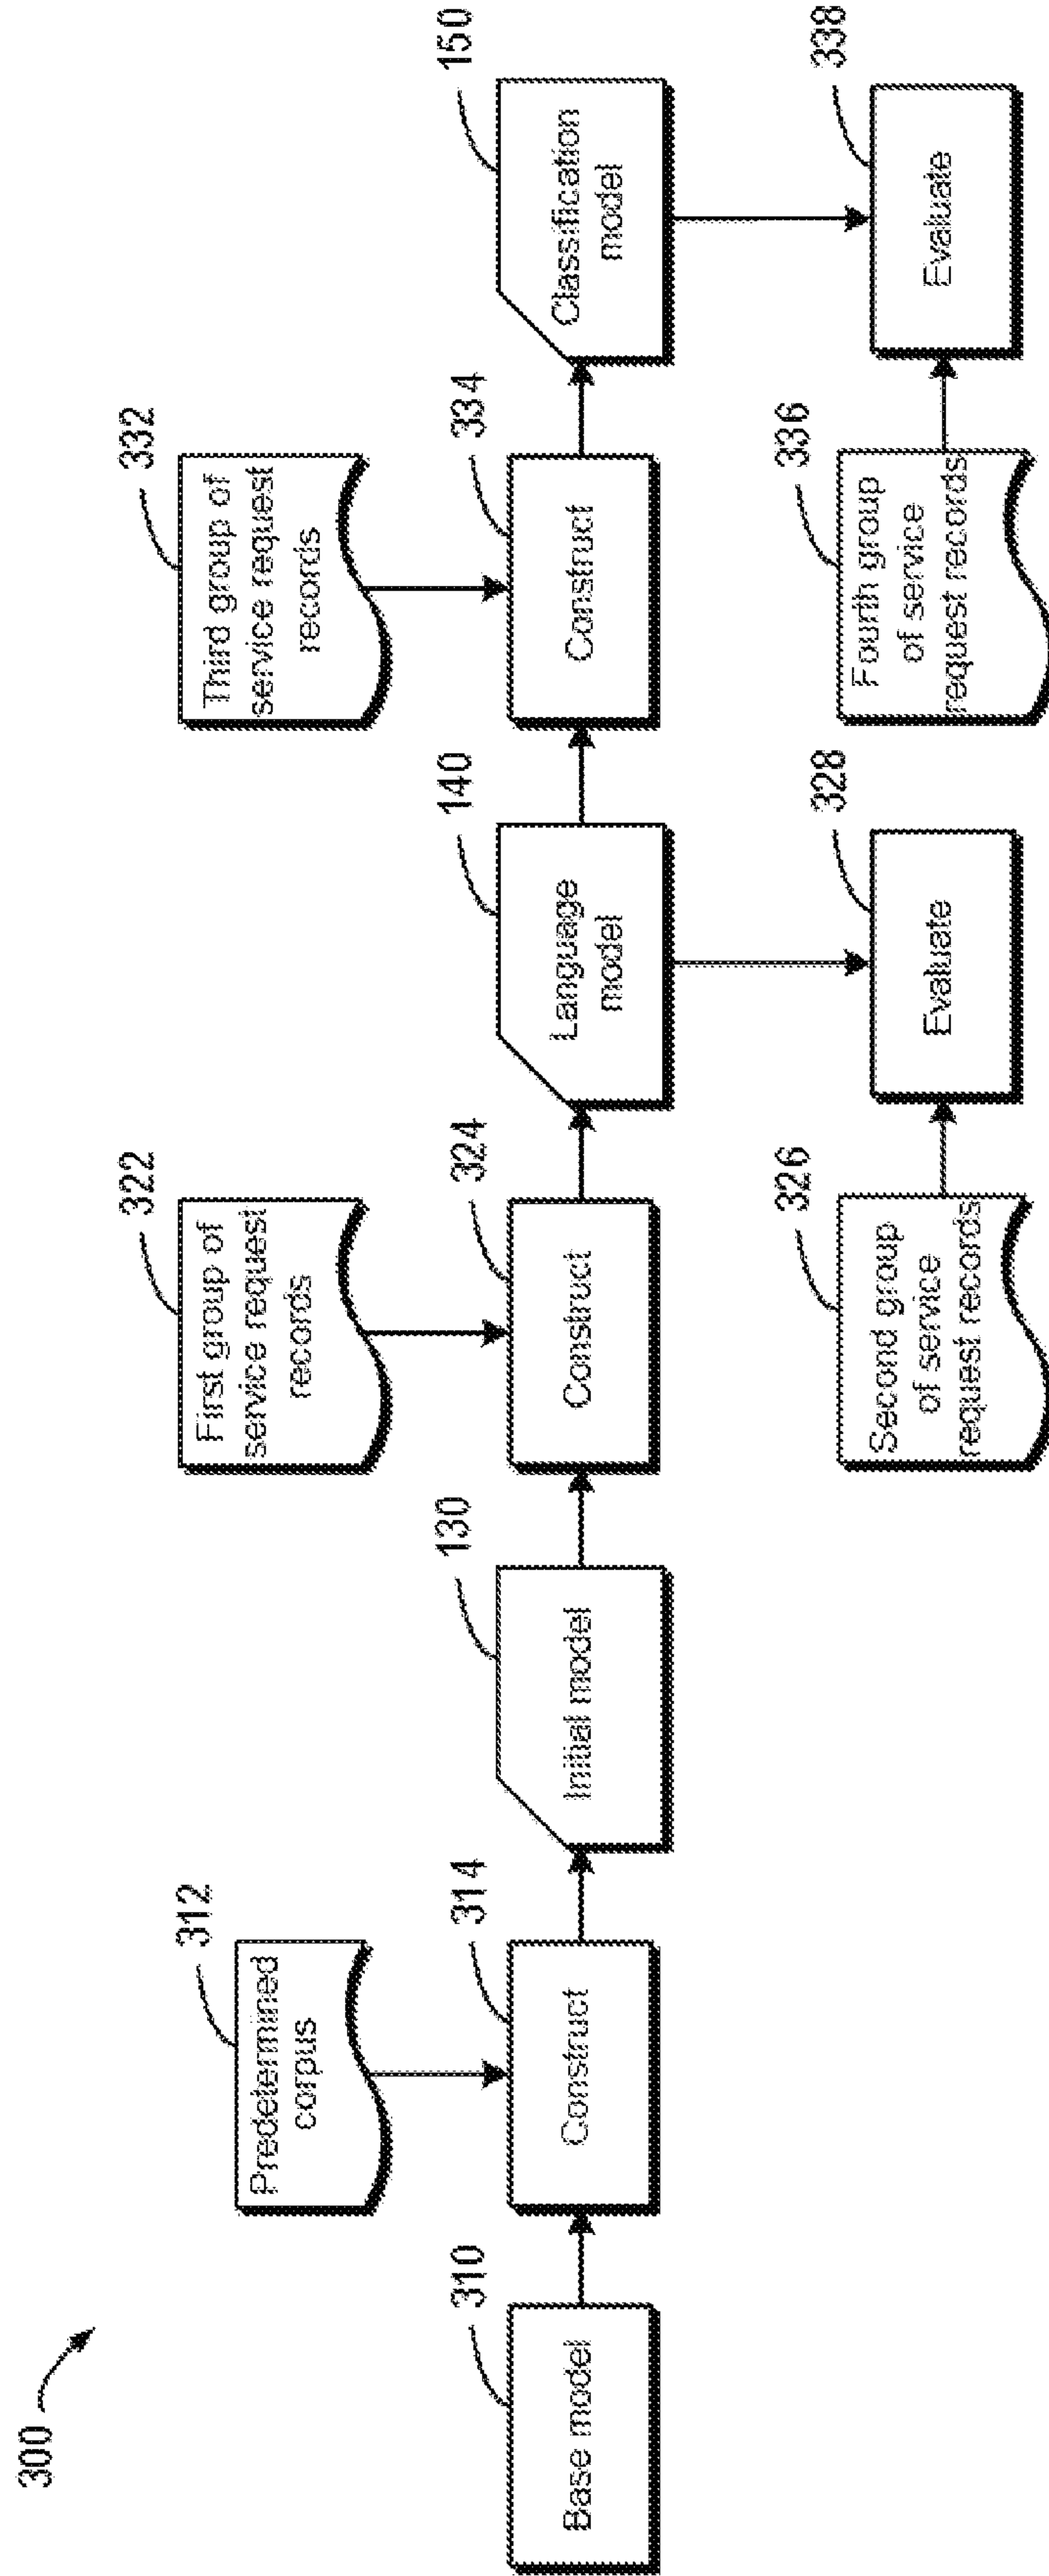 300
310
Base model
312
Predetermined
corpus
314
Construct
130
Initial model
322
First group of
service request
records
324
Construct
140
Language
model
326
Second group
of service
request records
328
Evaluate
332
Third group of
service request
records
334
Construct
150
Classification
model
336
Fourth group
of service
request records
338
Evaluate